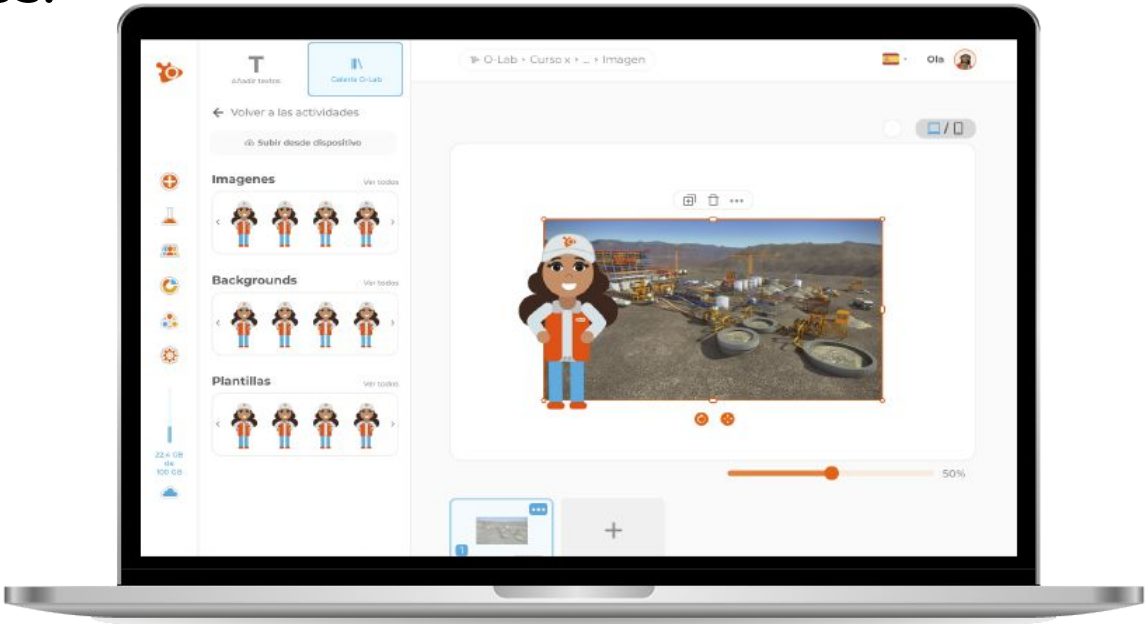 Añadir textos
Galería O-Lab
O-Lab › Curso x › ... › Imagen
Ola
← Volver a las actividades
Subir desde dispositivo
Imagenes
Ver todos
Backgrounds
Ver todos
Plantillas
Ver todos
22.4 GB
de
100 GB
50%
1